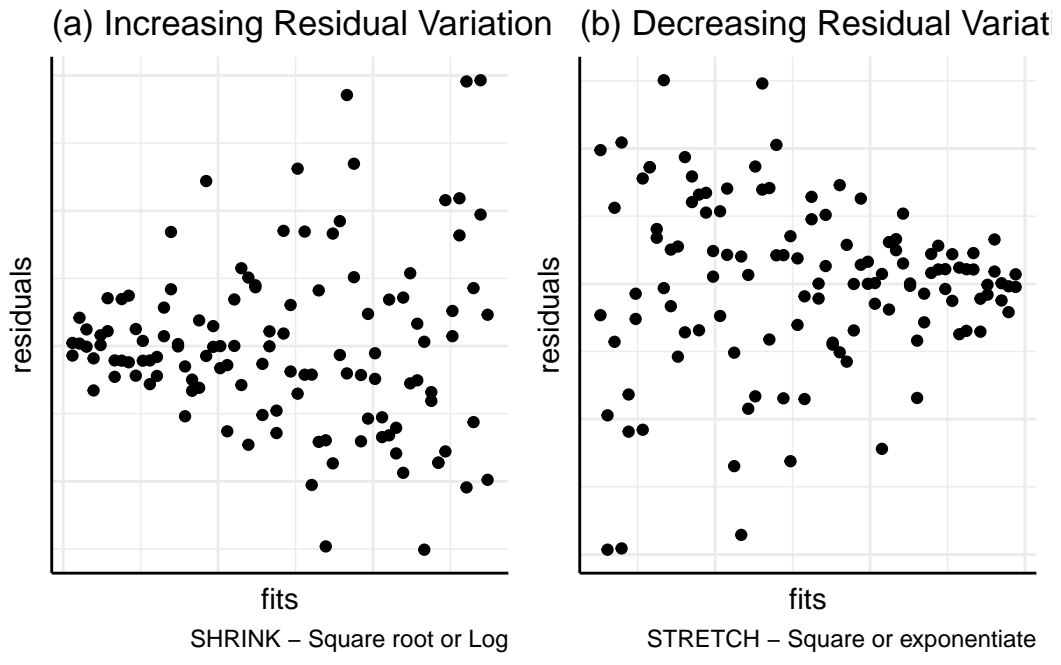 (a) Increasing Residual Variation
residuals
fits
SHRINK – Square root or Log
(b) Decreasing Residual Variati
residuals
fits
STRETCH – Square or exponentiate